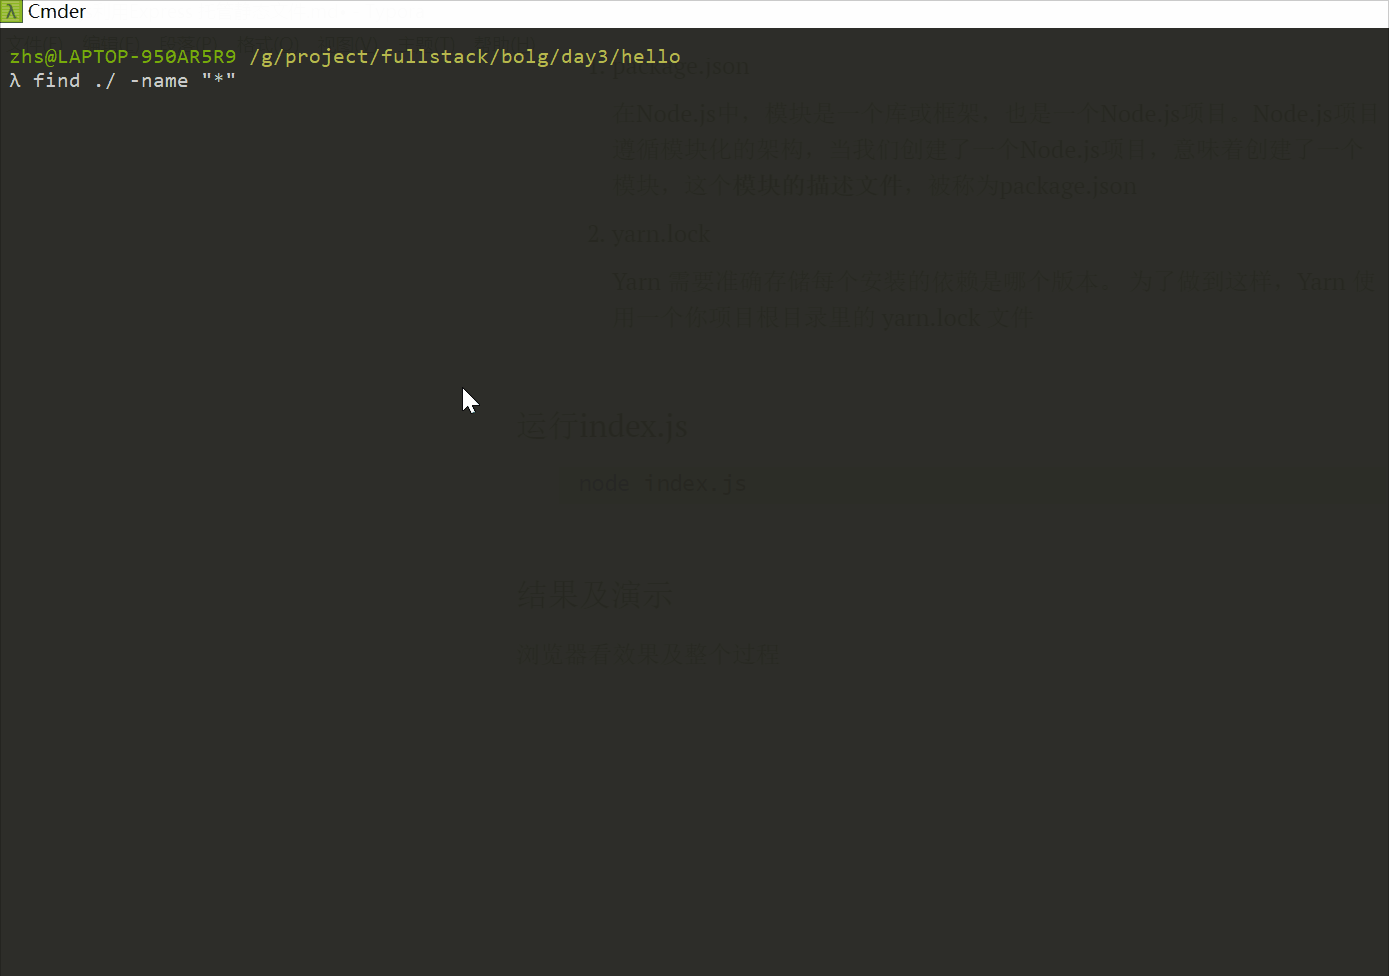 Cmder
zhs@LAPTOP-950AR5R9 /g/project/fullstack/bolg/day3/hello
λ find ./ -name "*"
1. package.json
在Node.js中，模块是一个库或框架，也是一个Node.js项目。Node.js项目
遵循模块化的架构，当我们创建了一个Node.js项目，意味着创建了一个
模块，这个模块的描述文件，被称为package.json
2. yarn.lock
Yarn 需要准确存储每个安装的依赖是哪个版本。 为了做到这样，Yarn 使
用一个你项目根目录里的 yarn.lock 文件
运行index.js
node index.js
结果及演示
浏览器看效果及整个过程